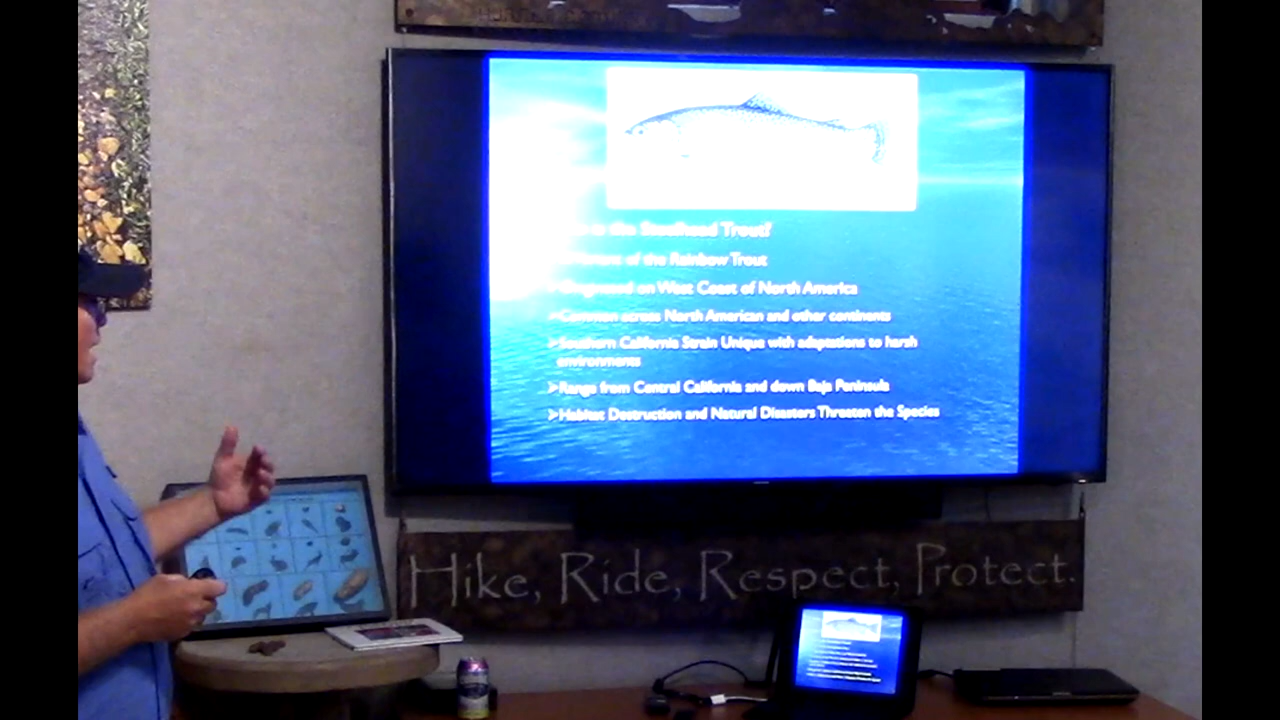 the Steelhead Trout?
of the Rainbow Trout
on West Coast of North America
➢Common across North American and other continents
➢Southern California Strain Unique with adaptations to harsh
environments
➢Range from Central California and down Baja Peninsula
➢Habitat Destruction and Natural Disasters Threaten the Species
Hike, Ride, Respect, Protect.